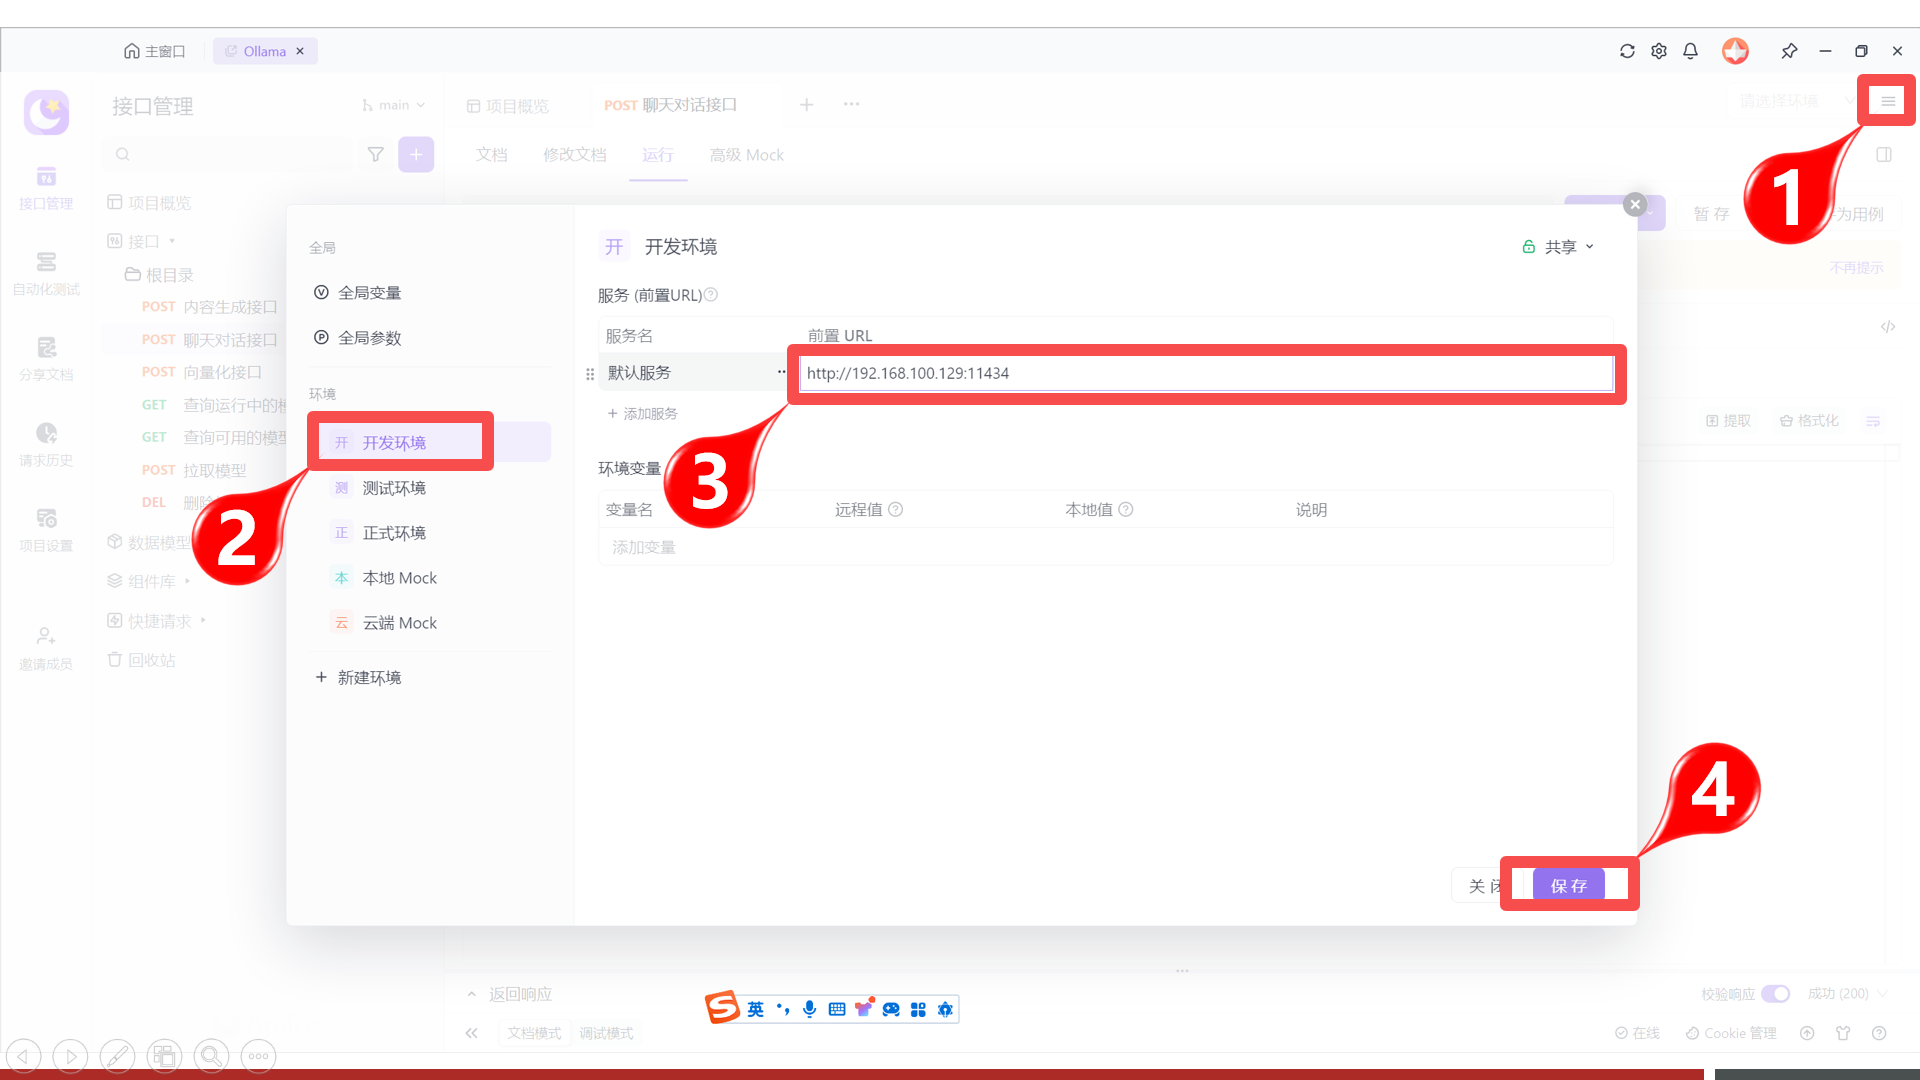 主窗口
Ollama
接口管理
main
项目概览
POST 聊天对话接口
请选择环境
1
文档
修改文档
运行
高级 Mock
接口管理
自动化测试
分享文档
请求历史
项目设置
邀请成员
项目概览
接口
根目录
POST 内容生成接口
POST 聊天对话接口
POST 向量化接口
GET 查询运行中的
GET 查询可用的模型
POST 拉取模型
DEL 删除
数据模型
组件库
快捷请求
回收站
暂存
为用例
不再提示
提取
格式化
全局
全局变量
全局参数
环境
开 开发环境
2
测 测试环境
正 正式环境
本 本地 Mock
云 云端 Mock
新建环境
开 开发环境
共享
服务 (前置URL)
服务名
前置 URL
默认服务
http://192.168.100.129:11434
添加服务
3
环境变量
变量名
远程值
本地值
说明
添加变量
4
关 闭
保 存
返回响应
校验响应
成功 (200)
英
文档模式
调试模式
在线
Cookie 管理